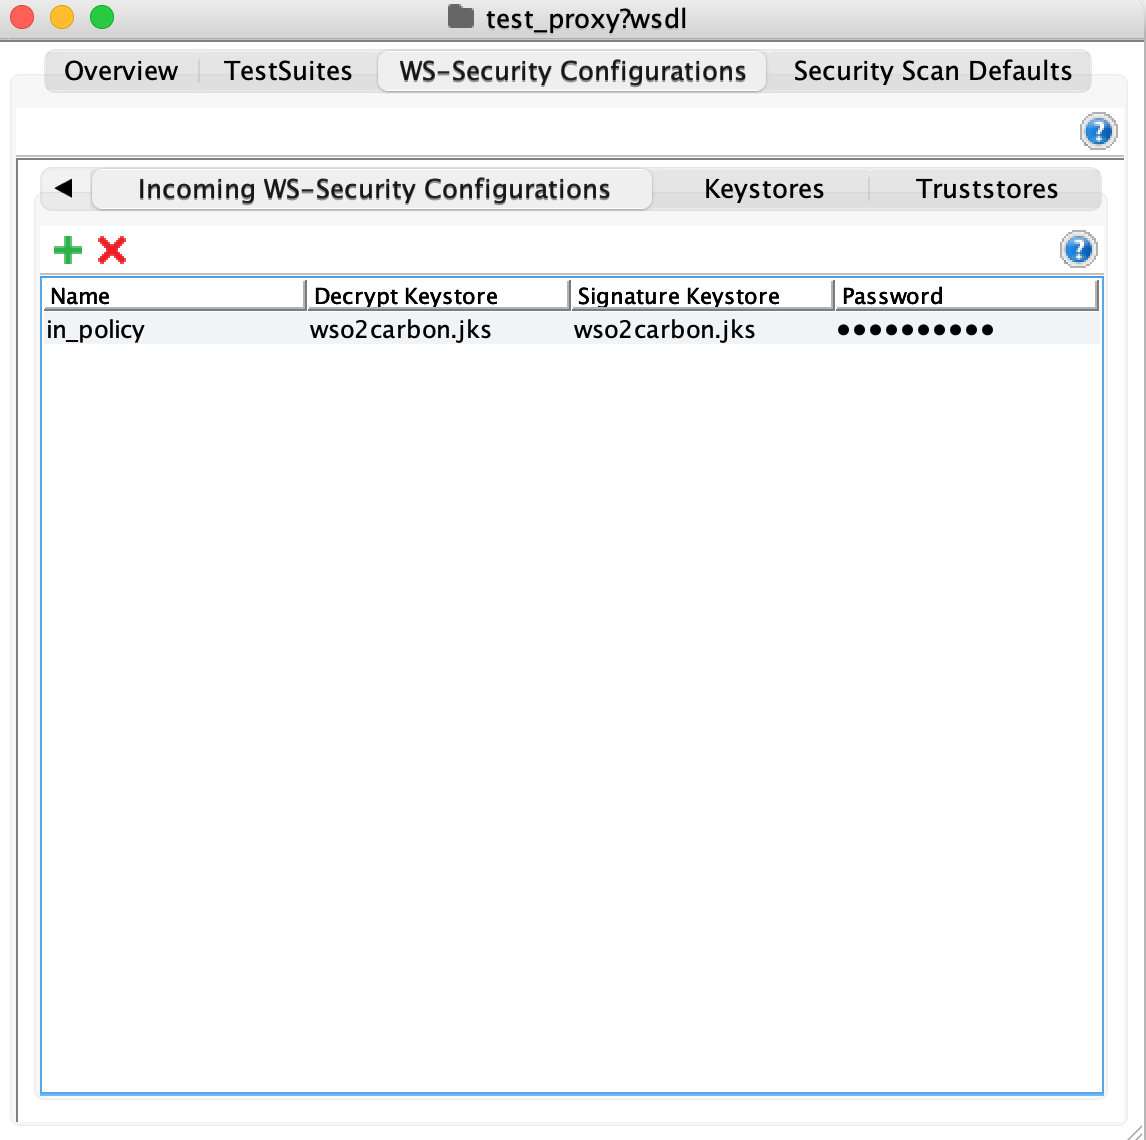 test_proxy?wsdl
Overview TestSuites WS-Security Configurations Security Scan Defaults
?
Incoming WS-Security Configurations Keystores Truststores
?
Name Decrypt Keystore Signature Keystore Password
in_policy wso2carbon.jks wso2carbon.jks ●●●●●●●●●●